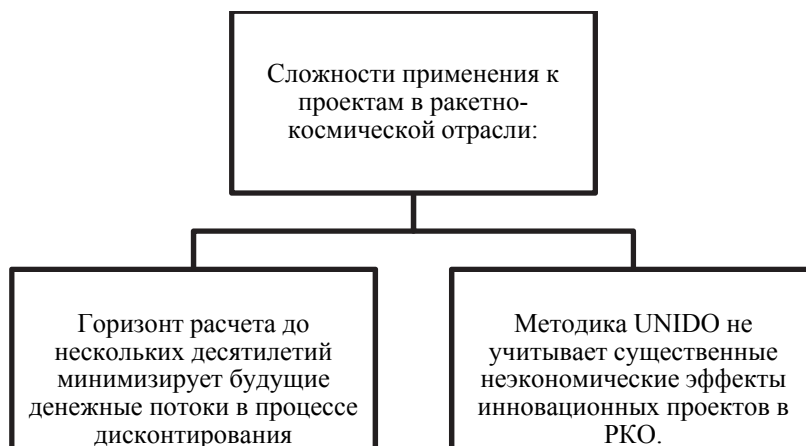 Сложности применения к
проектам в ракетно-
космической отрасли:
Горизонт расчета до
нескольких десятилетий
минимизирует будущие
денежные потоки в процессе
дисконтирования
Методика UNIDO не
учитывает существенные
неэкономические эффекты
инновационных проектов в
РКО.